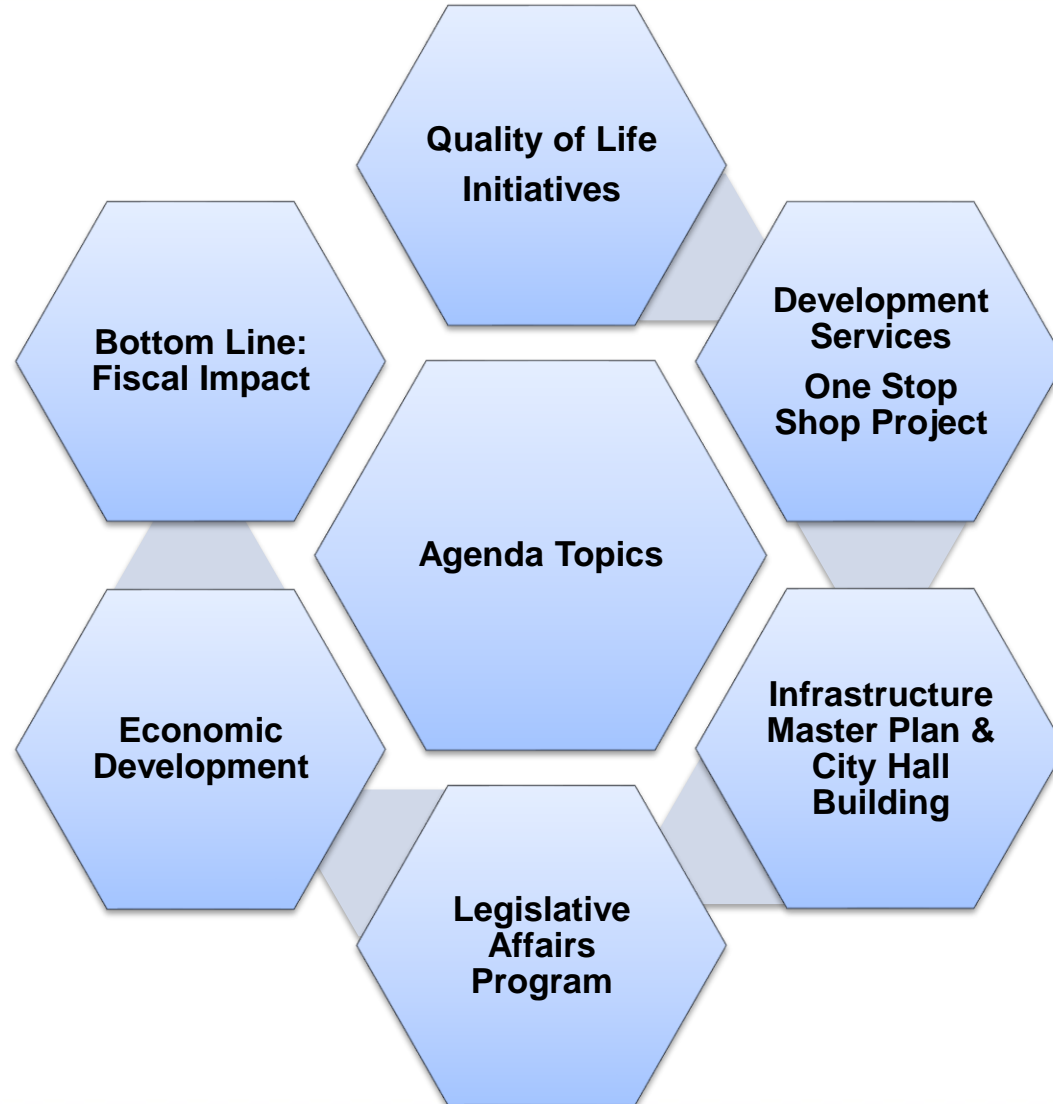 Quality of Life
Initiatives
Development
Services
One Stop
Shop Project
Bottom Line:
Fiscal Impact
Agenda Topics
Infrastructure
Master Plan &
City Hall
Building
Economic
Development
Legislative
Affairs
Program